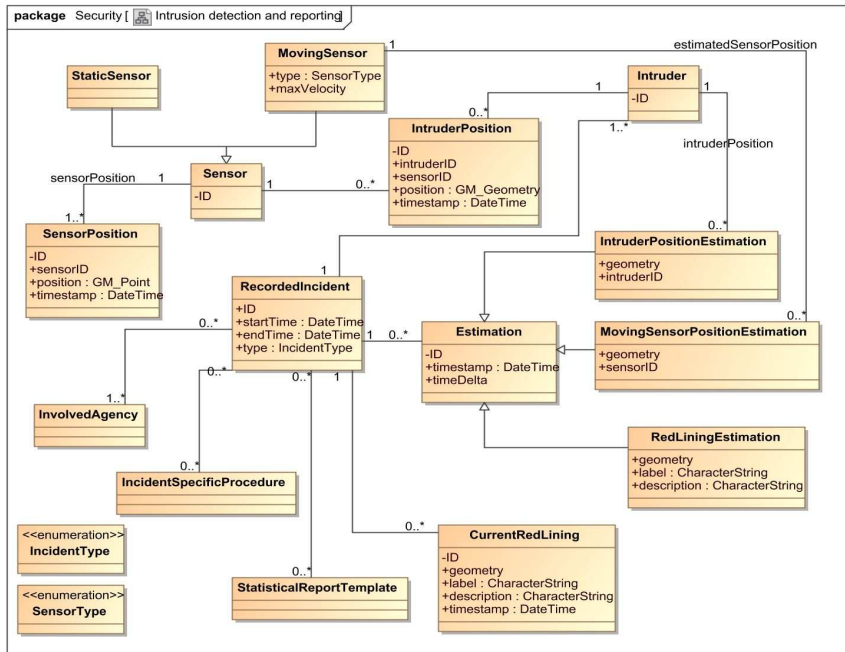 package Security [ Intrusion detection and reporting]
StaticSensor
MovingSensor
+type : SensorType
+maxVelocity
1
estimatedSensorPosition
Intruder
-ID
1
1
0..*
1..*
intruderPosition
IntruderPosition
-ID
+intruderID
+sensorID
+position : GM_Geometry
+timestamp : DateTime
Sensor
-ID
sensorPosition
1
1
0..*
1..*
0..*
SensorPosition
-ID
+sensorID
+position : GM_Point
+timestamp : DateTime
IntruderPositionEstimation
+geometry
+intruderID
1
RecordedIncident
+ID
+startTime : DateTime
+endTime : DateTime
+type : IncidentType
0..*
1
0..*
0..*
Estimation
-ID
+timestamp : DateTime
+timeDelta
MovingSensorPositionEstimation
+geometry
+sensorID
0..*
0..*
1
1..*
InvolvedAgency
RedLiningEstimation
+geometry
+label : CharacterString
+description : CharacterString
0..*
IncidentSpecificProcedure
<<enumeration>>
IncidentType
0..*
CurrentRedLining
-ID
+geometry
+label : CharacterString
+description : CharacterString
+timestamp : DateTime
0..*
StatisticalReportTemplate
<<enumeration>>
SensorType